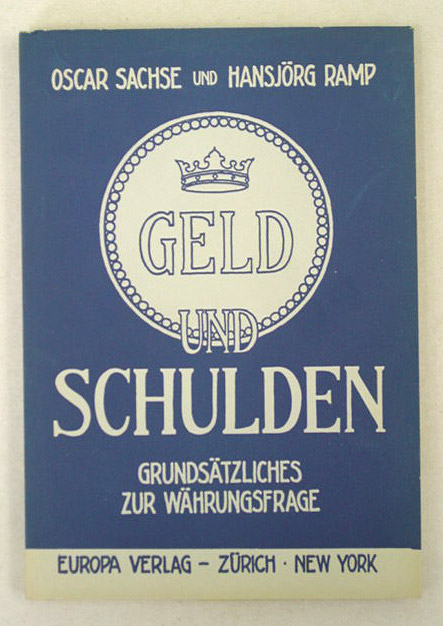 OSCAR SACHSE UND HANSJÖRG RAMP
GELD
UND
SCHULDEN
GRUNDSÄTZLICHES
ZUR WÄHRUNGSFRAGE
EUROPA VERLAG – ZÜRICH · NEW YORK